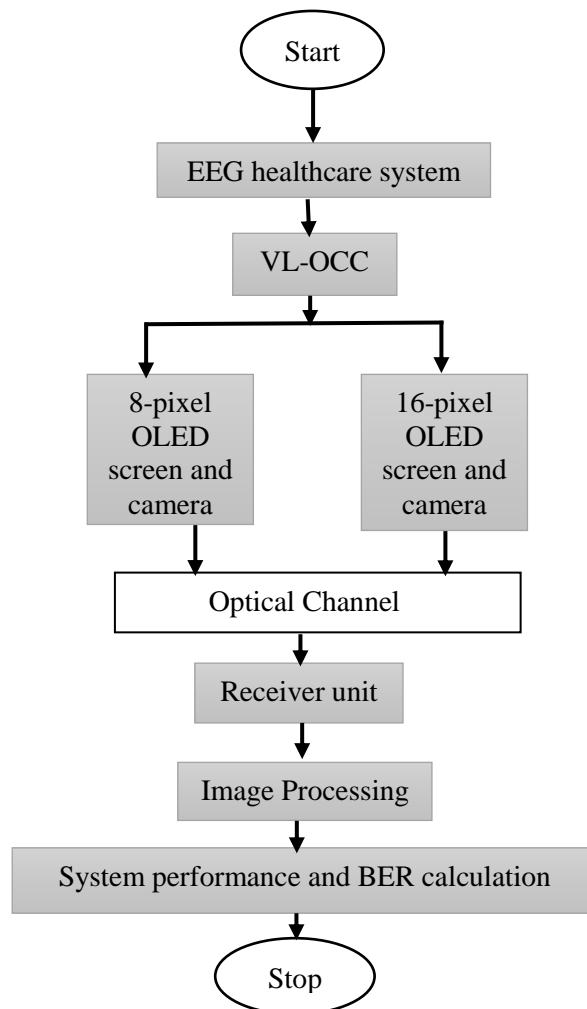 Start
EEG healthcare system
VL-OCC
8-pixel
OLED
screen and
camera
16-pixel
OLED
screen and
camera
Optical Channel
Receiver unit
Image Processing
System performance and BER calculation
Stop